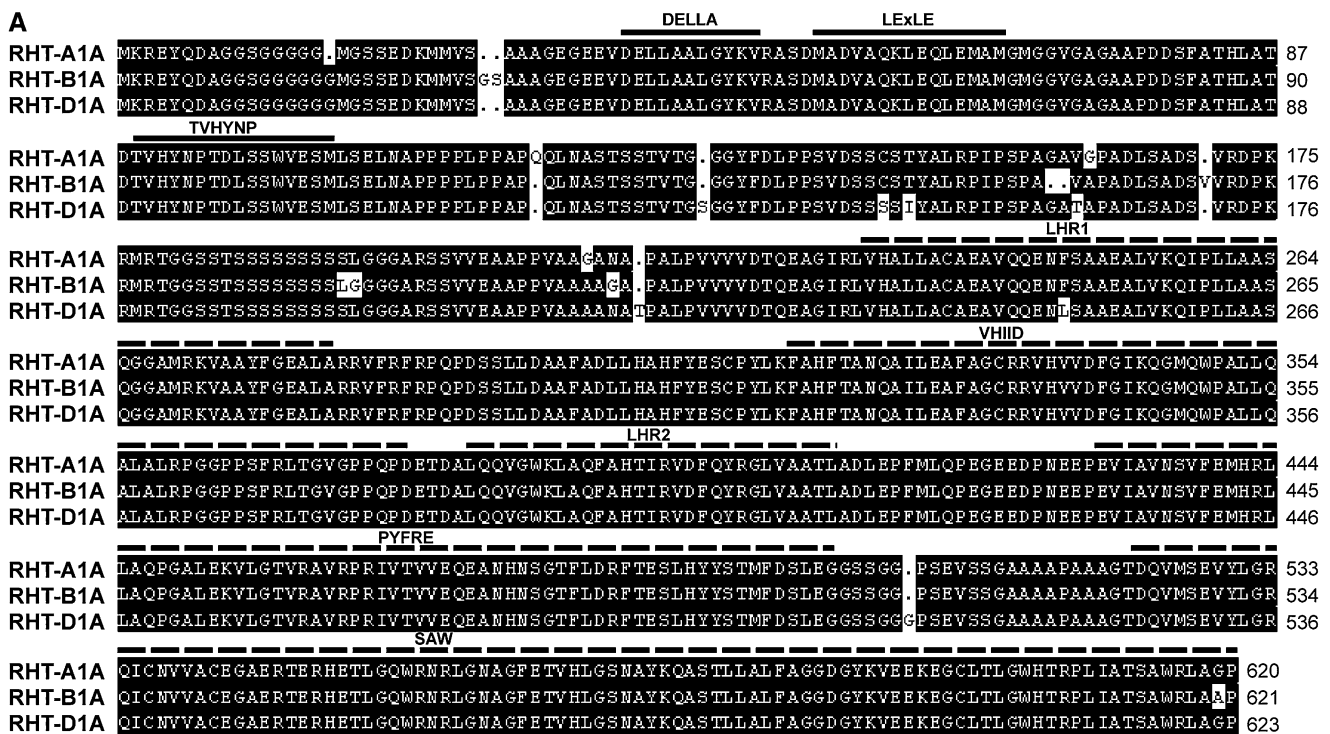 A
DELLA LExLE
RHT-A1A MKREYQDAGGSGGGGG.MGSSEDKMMVS..AAAGEGEEVDELLAALGYKVRASDMADVAQKLEQLEMAMGMGGVGAGAAPDDSFATHLAT 87
RHT-B1A MKREYQDAGGSGGGGGGMGSSEDKMMVSGSAAAGEGEEVDELLAALGYKVRASDMADVAQKLEQLEMAMGMGGVGAGAAPDDSFATHLAT 90
RHT-D1A MKREYQDAGGSGGGGGGMGSSEDKMMVS..AAAGEGEEVDELLAALGYKVRASDMADVAQKLEQLEMAMGMGGVGAGAAPDDSFATHLAT 88
TVHYNP
RHT-A1A DTVHYNPTDLSSWVESMLSELNAPPPPLPPAPQQLNASTSSTVTG.GGYFDLPPSVDSSCSTYALRPIPSPAGAVGPADLSADS.VRDPK 175
RHT-B1A DTVHYNPTDLSSWVESMLSELNAPPPPLPPAP.QLNASTSSTVTG.GGYFDLPPSVDSSCSTYALRPIPSPA..VAPADLSADSVVRDPK 176
RHT-D1A DTVHYNPTDLSSWVESMLSELNAPPPPLPPAP.QLNASTSSTVTGSGGYFDLPPSVDSSSSIYALRPIPSPAGATAPADLSADS.VRDPK 176
LHR1
RHT-A1A RMRTGGSSTSSSSSSSSSLGGGARSSVVEAAPPVAAGANA.PALPVVVVDTQEAGIRLVHALLACAEAVQQENFSAAEALVKQIPLLAAS 264
RHT-B1A RMRTGGSSTSSSSSSSSLGGGGARSSVVEAAPPVAAAAGA.PALPVVVVDTQEAGIRLVHALLACAEAVQQENFSAAEALVKQIPLLAAS 265
RHT-D1A RMRTGGSSTSSSSSSSSSLGGGARSSVVEAAPPVAAAANATPALPVVVVDTQEAGIRLVHALLACAEAVQQENLSAAEALVKQIPLLAAS 266
VHIID
RHT-A1A QGGAMRKVAAYFGEALARRVFRFRPQPDSSLLDAAFADLLHAHFYESCPYLKFAHFTANQAILEAFAGCRRVHVVDFGIKQGMQWPALLQ 354
RHT-B1A QGGAMRKVAAYFGEALARRVFRFRPQPDSSLLDAAFADLLHAHFYESCPYLKFAHFTANQAILEAFAGCRRVHVVDFGIKQGMQWPALLQ 355
RHT-D1A QGGAMRKVAAYFGEALARRVFRFRPQPDSSLLDAAFADLLHAHFYESCPYLKFAHFTANQAILEAFAGCRRVHVVDFGIKQGMQWPALLQ 356
LHR2
RHT-A1A ALALRPGGPPSFRLTGVGPPQPDETDALQQVGWKLAQFAHTIRVDFQYRGLVAATLADLEPFMLQPEGEEDPNEEPEVIAVNSVFEMHRL 444
RHT-B1A ALALRPGGPPSFRLTGVGPPQPDETDALQQVGWKLAQFAHTIRVDFQYRGLVAATLADLEPFMLQPEGEEDPNEEPEVIAVNSVFEMHRL 445
RHT-D1A ALALRPGGPPSFRLTGVGPPQPDETDALQQVGWKLAQFAHTIRVDFQYRGLVAATLADLEPFMLQPEGEEDPNEEPEVIAVNSVFEMHRL 446
PYFRE
RHT-A1A LAQPGALEKVLGTVRAVRPRIVTVVEQEANHNSGTFLDRFTESLHYYSTMFDSLEGGSSGG.PSEVSSGAAAAPAAAGTDQVMSEVYLGR 533
RHT-B1A LAQPGALEKVLGTVRAVRPRIVTVVEQEANHNSGTFLDRFTESLHYYSTMFDSLEGGSSGG.PSEVSSGAAAAPAAAGTDQVMSEVYLGR 534
RHT-D1A LAQPGALEKVLGTVRAVRPRIVTVVEQEANHNSGTFLDRFTESLHYYSTMFDSLEGGSSGGGPSEVSSGAAAAPAAAGTDQVMSEVYLGR 536
SAW
RHT-A1A QICNVVACEGAERTERHETLGQWRNRLGNAGFETVHLGSNAYKQASTLLALFAGGDGYKVEEKEGCLTLGWHTRPLIATSAWRLAGP 620
RHT-B1A QICNVVACEGAERTERHETLGQWRNRLGNAGFETVHLGSNAYKQASTLLALFAGGDGYKVEEKEGCLTLGWHTRPLIATSAWRLAAP 621
RHT-D1A QICNVVACEGAERTERHETLGQWRNRLGNAGFETVHLGSNAYKQASTLLALFAGGDGYKVEEKEGCLTLGWHTRPLIATSAWRLAGP 623